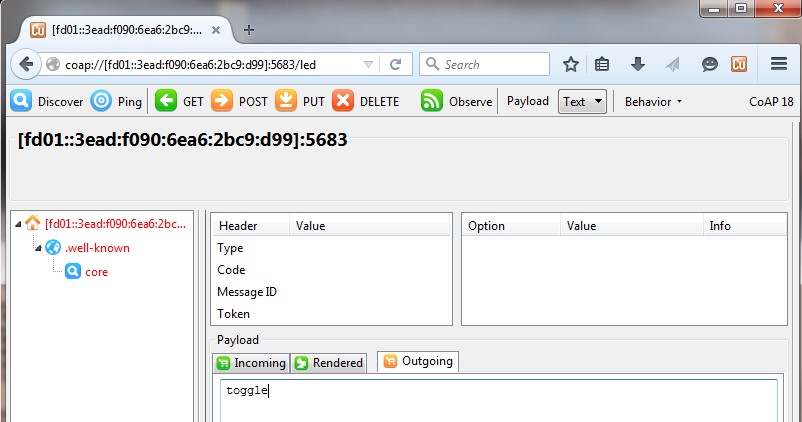 [fd01::3ead:f090:6ea6:2bc9:...
coap://[fd01::3ead:f090:6ea6:2bc9:d99]:5683/led
Search
Discover Ping GET POST PUT DELETE Observe Payload Text Behavior CoAP 18
[fd01::3ead:f090:6ea6:2bc9:d99]:5683
[fd01::3ead:f090:6ea6:2bc...
.well-known
core
Header Value
Type
Code
Message ID
Token
Option Value Info
Payload
Incoming Rendered Outgoing
toggle